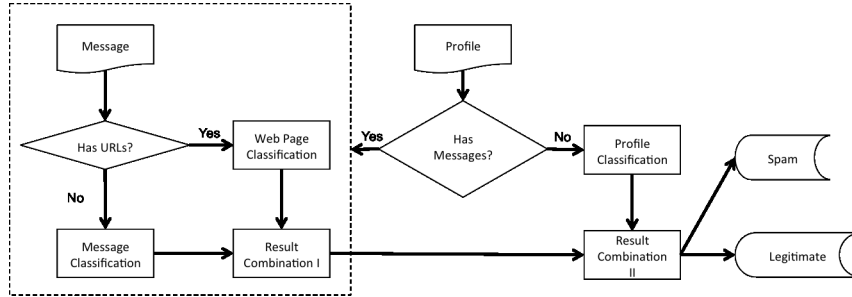 Message
Has URLs?
Yes
No
Web Page
Classification
Message
Classification
Result
Combination I
Profile
Has
Messages?
Yes
No
Profile
Classification
Result
Combination
II
Spam
Legitimate